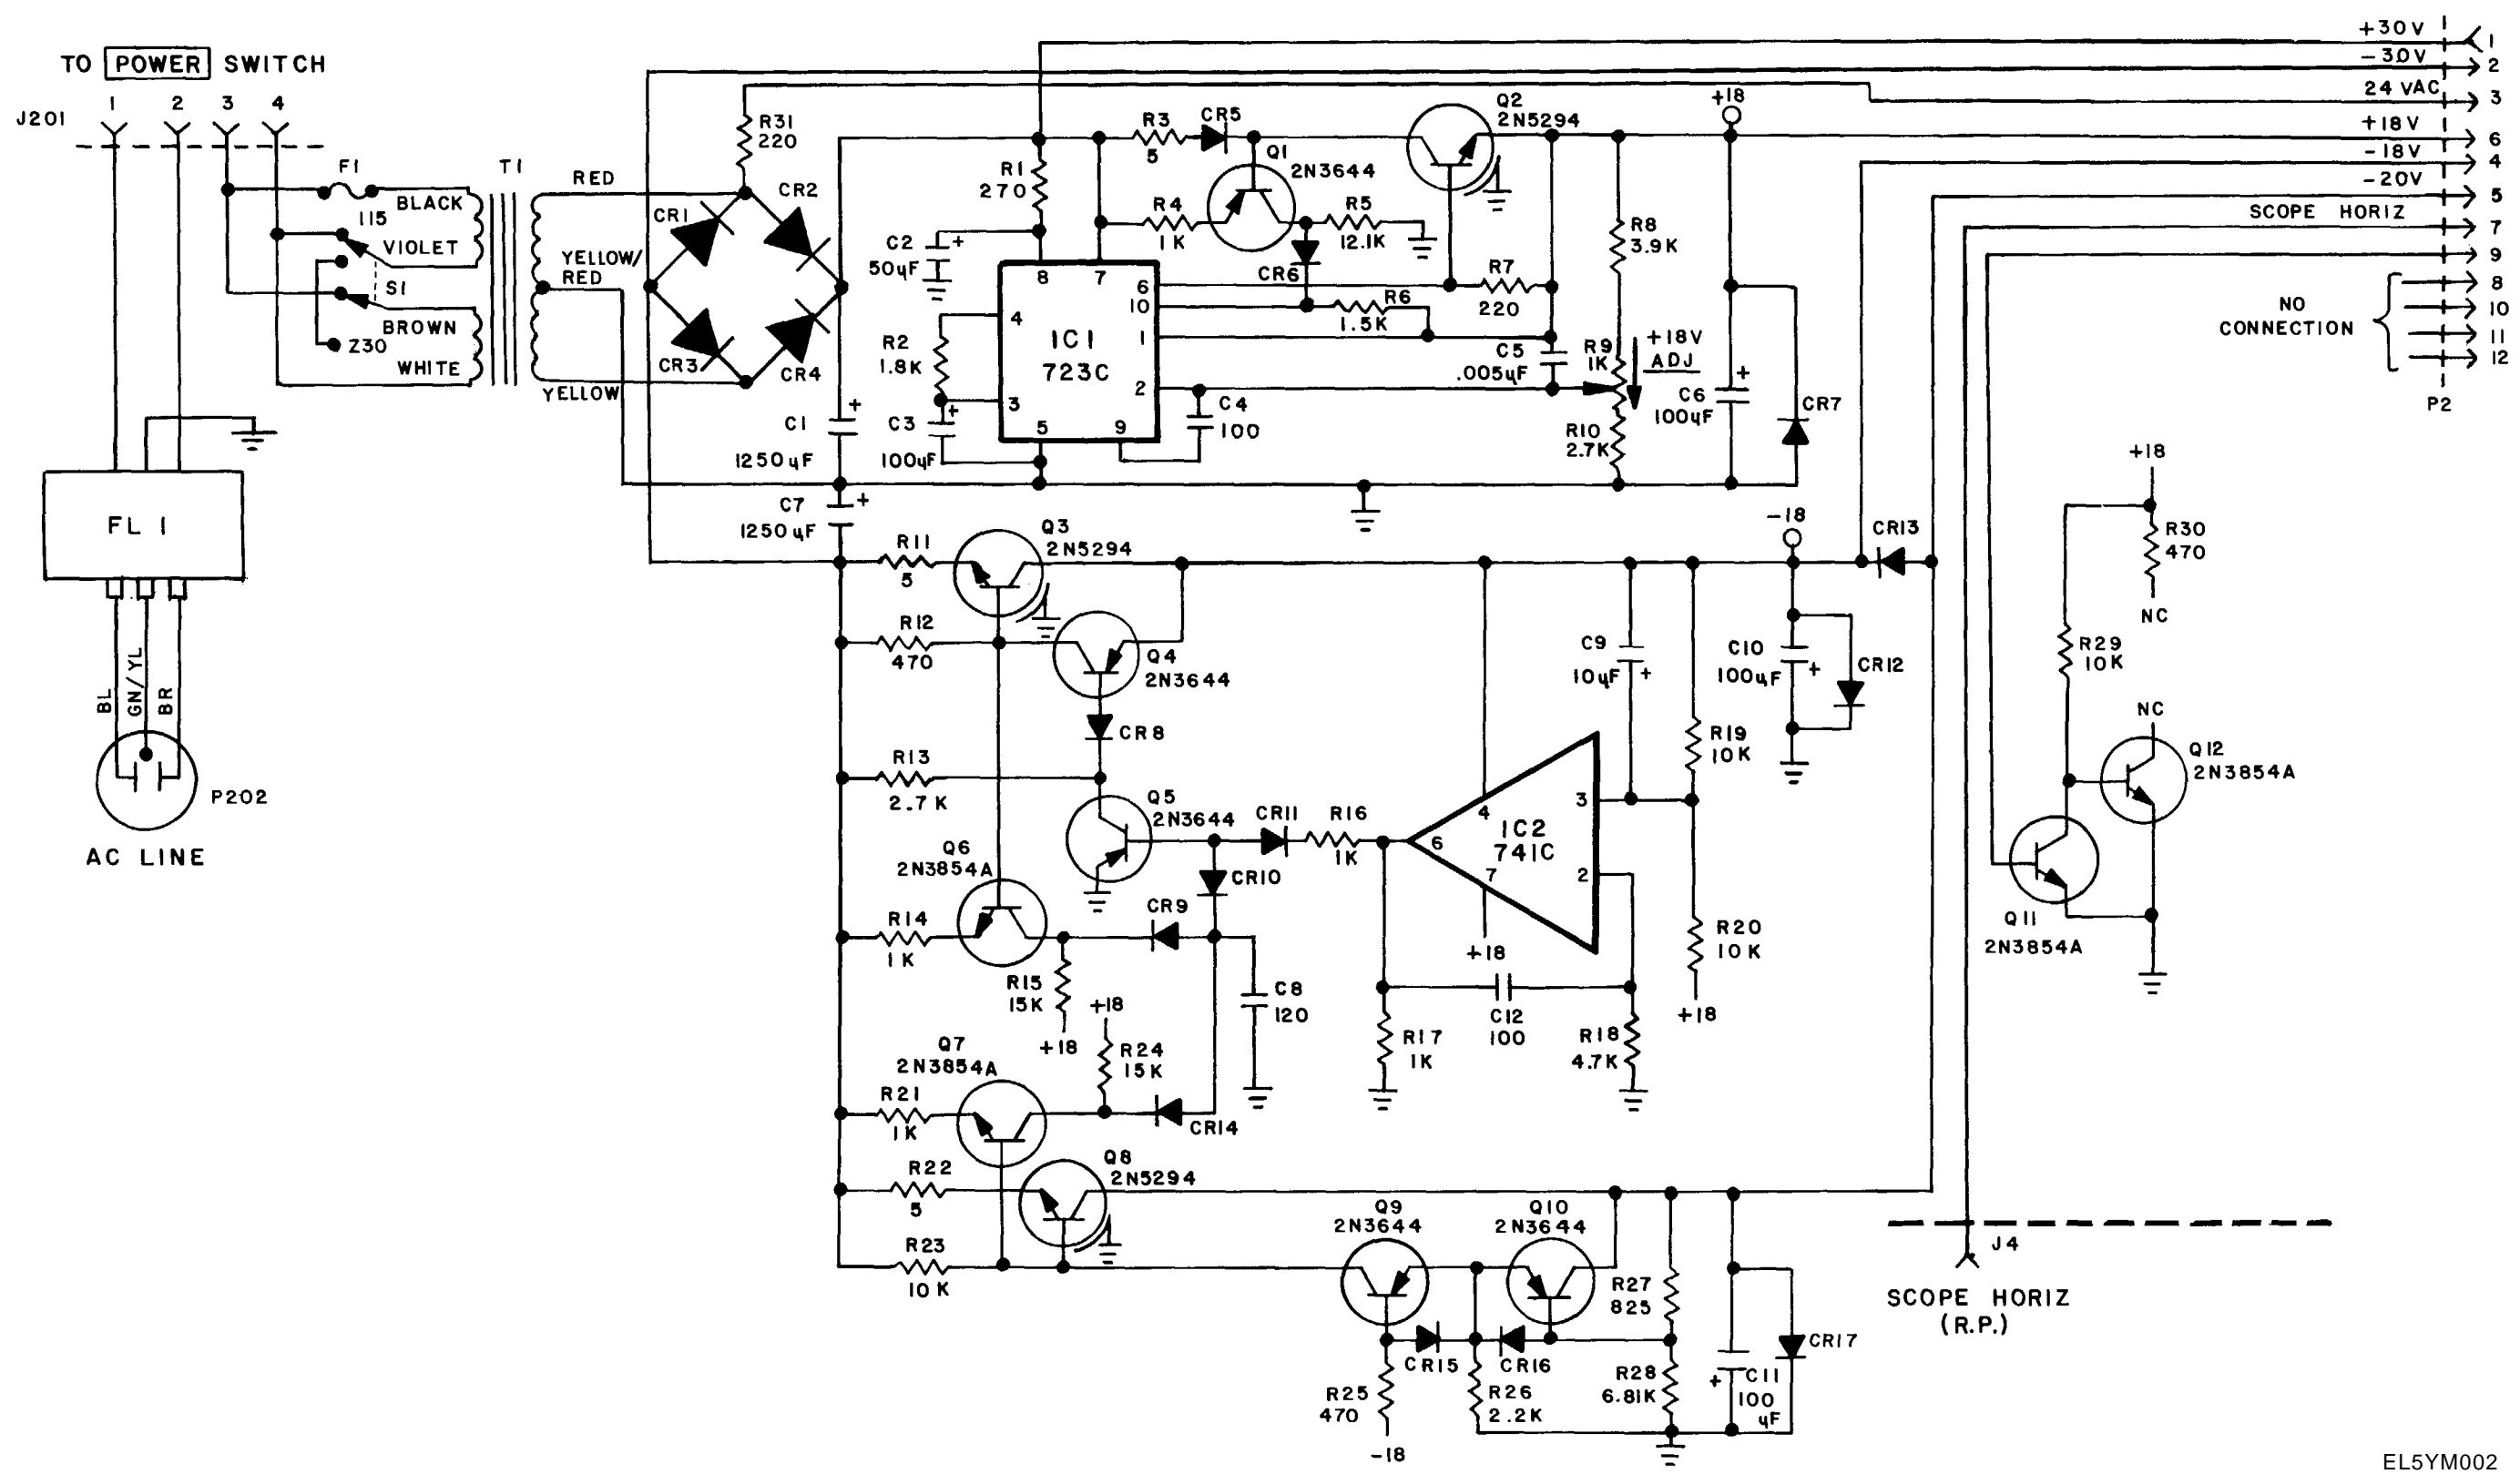 TO POWER SWITCH
J201
1
2
3
4
F1
T1
BLACK
115
VIOLET
S1
BROWN
230
WHITE
RED
YELLOW/
RED
YELLOW
R31
220
CR1
CR2
CR3
CR4
C1
1250 uF
C7
1250 uF
FL 1
BL
GN/YL
BR
P202
AC LINE
R1
270
C2
50uF
R2
1.8K
C3
100uF
8
7
4
IC1
723C
3
5
9
6
10
1
2
R3
5
CR5
Q1
2N3644
R4
1K
R5
12.1K
CR6
R6
1.5K
Q2
2N5294
R7
220
C5
.005uF
C4
100
R8
3.9K
R9
1K
+18V
ADJ
R10
2.7K
+18
C6
100uF
CR7
+30V
1
-30V
2
24 VAC
3
+18V
6
-18V
4
-20V
5
SCOPE HORIZ
7
9
8
NO
CONNECTION
10
11
12
P2
R11
5
Q3
2N5294
R12
470
Q4
2N3644
CR8
R13
2.7 K
Q5
2N3644
CR11
R16
1K
Q6
2N3854A
CR10
R14
1K
CR9
R15
15K
+18
C8
120
+18
R24
15K
Q7
2N3854A
R21
1K
CR14
R22
5
Q8
2N5294
R23
10 K
4
3
IC2
741C
6
7
2
+18
C12
100
R17
1K
R18
4.7K
C9
10uF
R19
10K
R20
10K
+18
-18
C10
100uF
CR12
CR13
Q9
2N3644
Q10
2N3644
CR15
CR16
R25
470
-18
R26
2.2K
R27
825
R28
6.81K
C11
100
uF
CR17
+18
R30
470
NC
R29
10K
NC
Q12
2N3854A
Q11
2N3854A
J4
SCOPE HORIZ
(R.P.)
EL5YM002